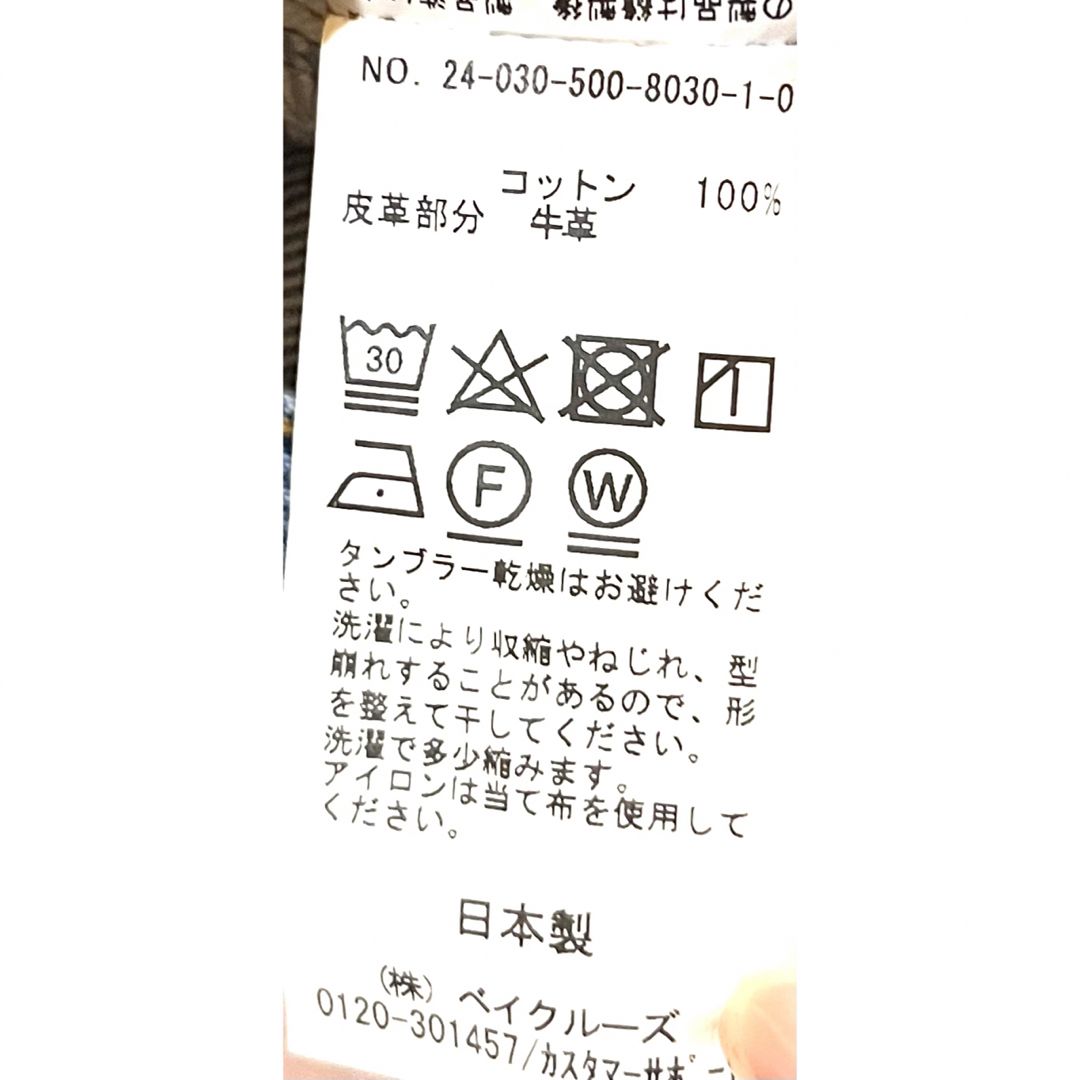 NO. 24-030-500-8030-1-0
コットン 100%
皮革部分 牛革
30
F
W
タンブラー乾燥はお避けくだ
さい。
洗濯により収縮やねじれ、型
崩れすることがあるので、形
を整えて干してください。
洗濯で多少縮みます。
アイロンは当て布を使用して
ください。
日本製
(株) ベイクルーズ
0120-301457/カスタマーサポー